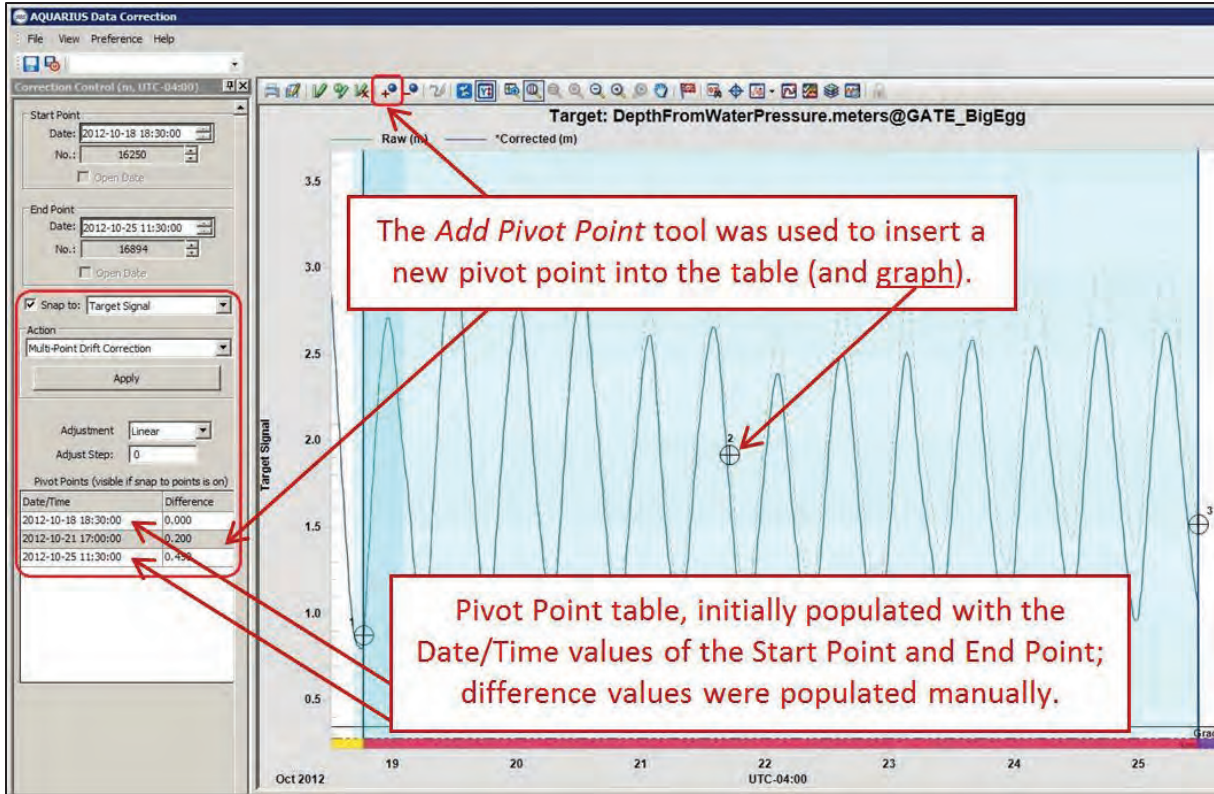 AQUARIUS Data Correction
File View Preference Help
Correction Control (m, UTC-04:00)
Start Point
Date: 2012-10-18 18:30:00
No.: 16250
Open Date
End Point
Date: 2012-10-25 11:30:00
No.: 16894
Open Date
Snap to: Target Signal
Action
Multi-Point Drift Correction
Apply
Adjustment Linear
Adjust Step: 0
Pivot Points (visible if snap to points is on)
Date/Time Difference
2012-10-18 18:30:00 0.000
2012-10-21 17:00:00 0.200
2012-10-25 11:30:00
Target: DepthFromWaterPressure.meters@GATE_BigEgg
Raw (m) *Corrected (m)
The Add Pivot Point tool was used to insert a
new pivot point into the table (and graph).
Pivot Point table, initially populated with the
Date/Time values of the Start Point and End Point;
difference values were populated manually.
Target Signal
3.5
3.0
2.5
2.0
1.5
1.0
0.5
1
2
3
19 20 21 22 23 24 25
Oct 2012 UTC-04:00